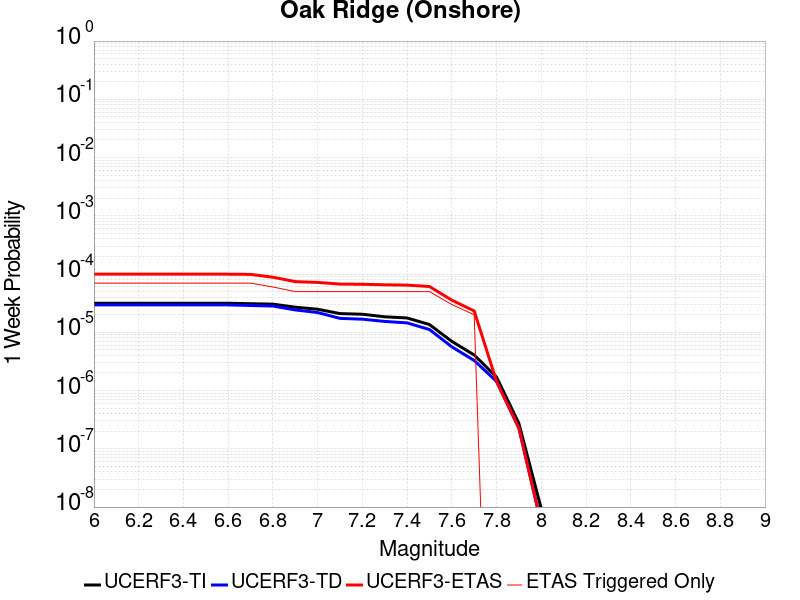 Oak Ridge (Onshore)
1 Week Probability
10^0
10^-1
10^-2
10^-3
10^-4
10^-5
10^-6
10^-7
10^-8
6 6.2 6.4 6.6 6.8 7 7.2 7.4 7.6 7.8 8 8.2 8.4 8.6 8.8 9
Magnitude
UCERF3-TI UCERF3-TD UCERF3-ETAS ETAS Triggered Only